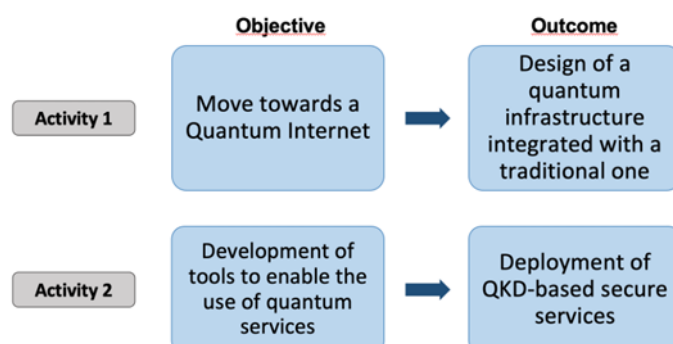 Objective
Outcome
Activity 1
Move towards a
Quantum Internet
Design of a
quantum
infrastructure
integrated with a
traditional one
Activity 2
Development of
tools to enable the
use of quantum
services
Deployment of
QKD-based secure
services